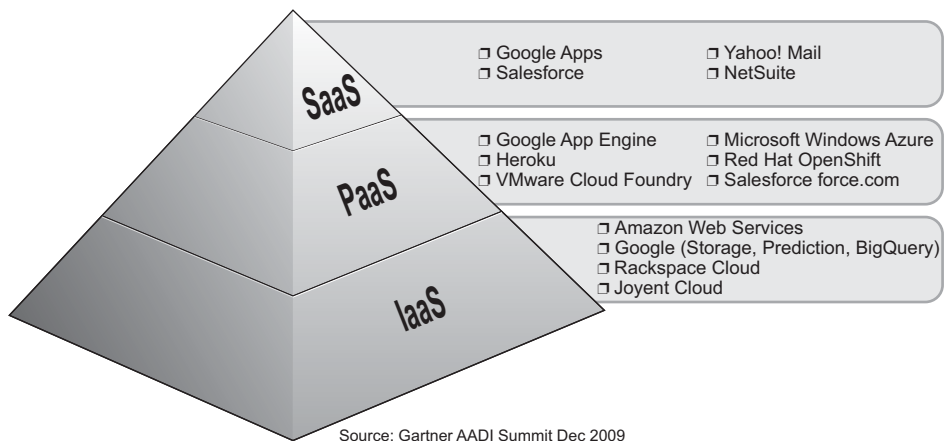 SaaS
❐ Google Apps
❐ Salesforce
❐ Yahoo! Mail
❐ NetSuite
PaaS
❐ Google App Engine
❐ Heroku
❐ VMware Cloud Foundry
❐ Microsoft Windows Azure
❐ Red Hat OpenShift
❐ Salesforce force.com
IaaS
❐ Amazon Web Services
❐ Google (Storage, Prediction, BigQuery)
❐ Rackspace Cloud
❐ Joyent Cloud
Source: Gartner AADI Summit Dec 2009